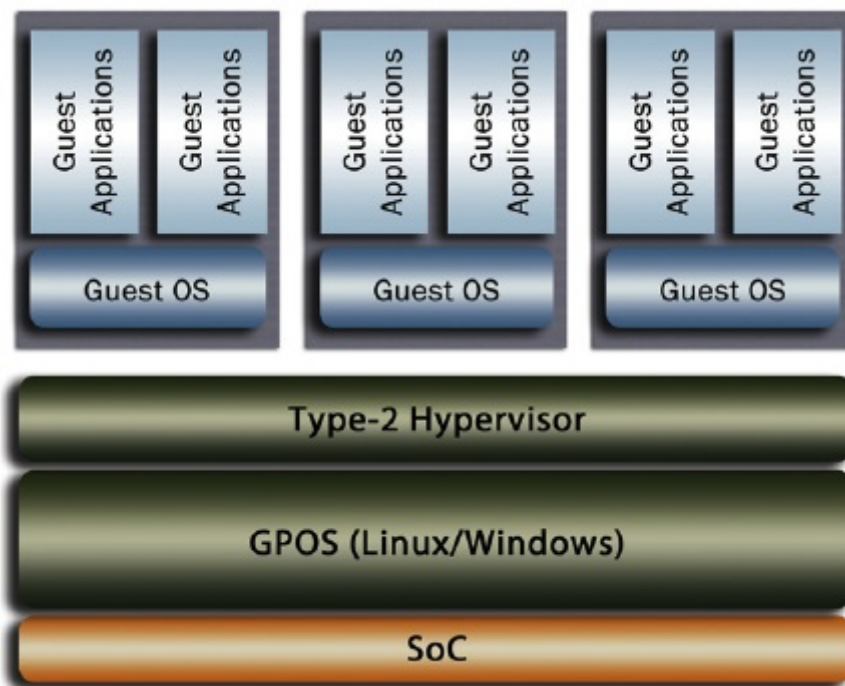 Guest
Applications
Guest
Applications
Guest
Applications
Guest
Applications
Guest
Applications
Guest
Applications
Guest OS
Guest OS
Guest OS
Type-2 Hypervisor
GPOS (Linux/Windows)
SoC